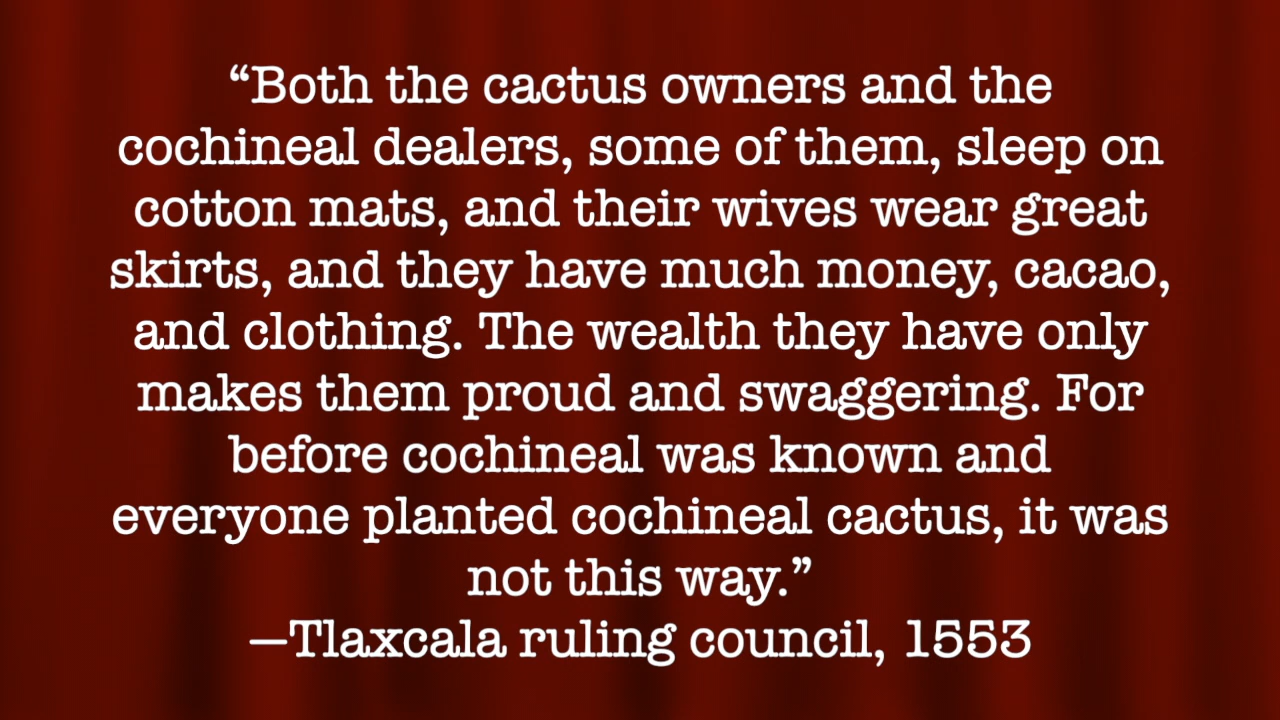 “Both the cactus owners and the
cochineal dealers, some of them, sleep on
cotton mats, and their wives wear great
skirts, and they have much money, cacao,
and clothing. The wealth they have only
makes them proud and swaggering. For
before cochineal was known and
everyone planted cochineal cactus, it was
not this way.”
—Tlaxcala ruling council, 1553